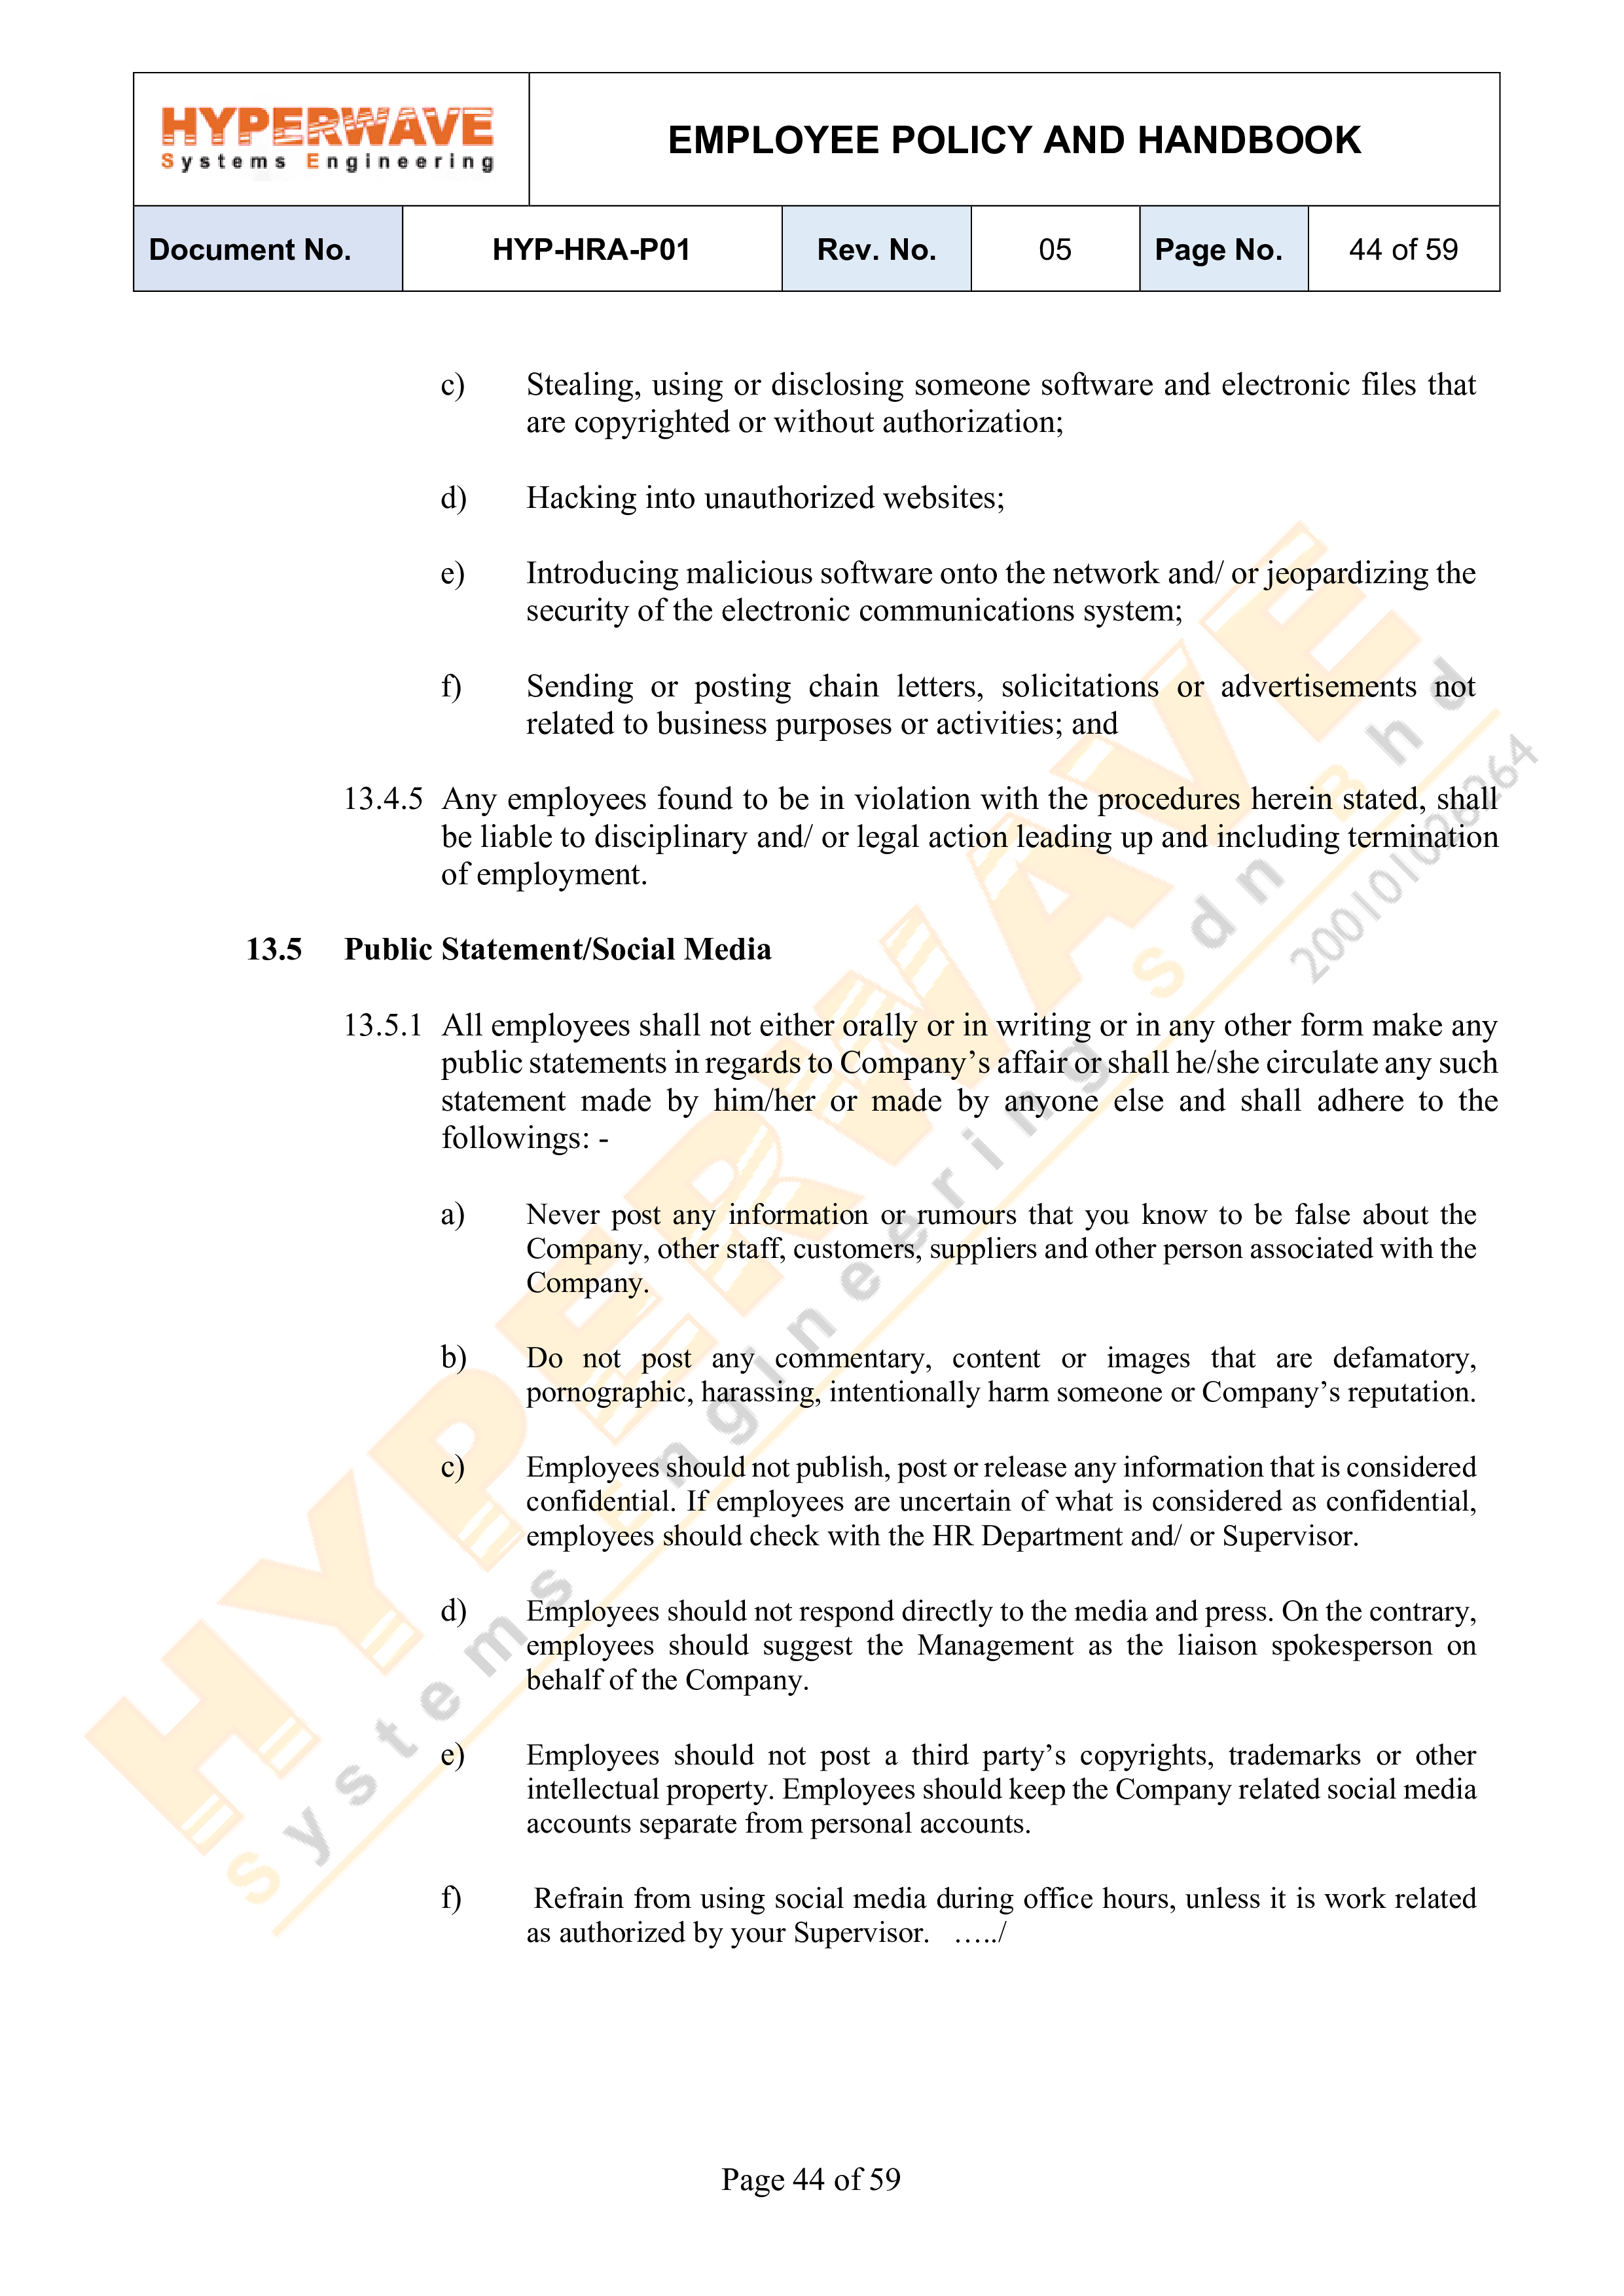 HYPERWAVE
Systems Engineering
EMPLOYEE POLICY AND HANDBOOK
Document No. HYP-HRA-P01 Rev. No. 05 Page No. 44 of 59
c) Stealing, using or disclosing someone software and electronic files that
are copyrighted or without authorization;
d) Hacking into unauthorized websites;
e) Introducing malicious software onto the network and/ or jeopardizing the
security of the electronic communications system;
f) Sending or posting chain letters, solicitations or advertisements not
related to business purposes or activities; and
13.4.5 Any employees found to be in violation with the procedures herein stated, shall
be liable to disciplinary and/ or legal action leading up and including termination
of employment.
13.5 Public Statement/Social Media
13.5.1 All employees shall not either orally or in writing or in any other form make any
public statements in regards to Company’s affair or shall he/she circulate any such
statement made by him/her or made by anyone else and shall adhere to the
followings: -
a) Never post any information or rumours that you know to be false about the
Company, other staff, customers, suppliers and other person associated with the
Company.
b) Do not post any commentary, content or images that are defamatory,
pornographic, harassing, intentionally harm someone or Company’s reputation.
c) Employees should not publish, post or release any information that is considered
confidential. If employees are uncertain of what is considered as confidential,
employees should check with the HR Department and/ or Supervisor.
d) Employees should not respond directly to the media and press. On the contrary,
employees should suggest the Management as the liaison spokesperson on
behalf of the Company.
e) Employees should not post a third party’s copyrights, trademarks or other
intellectual property. Employees should keep the Company related social media
accounts separate from personal accounts.
f) Refrain from using social media during office hours, unless it is work related
as authorized by your Supervisor. …../
HYPERWAVE
Systems Engineering Sdn Bhd
200101026264
Page 44 of 59